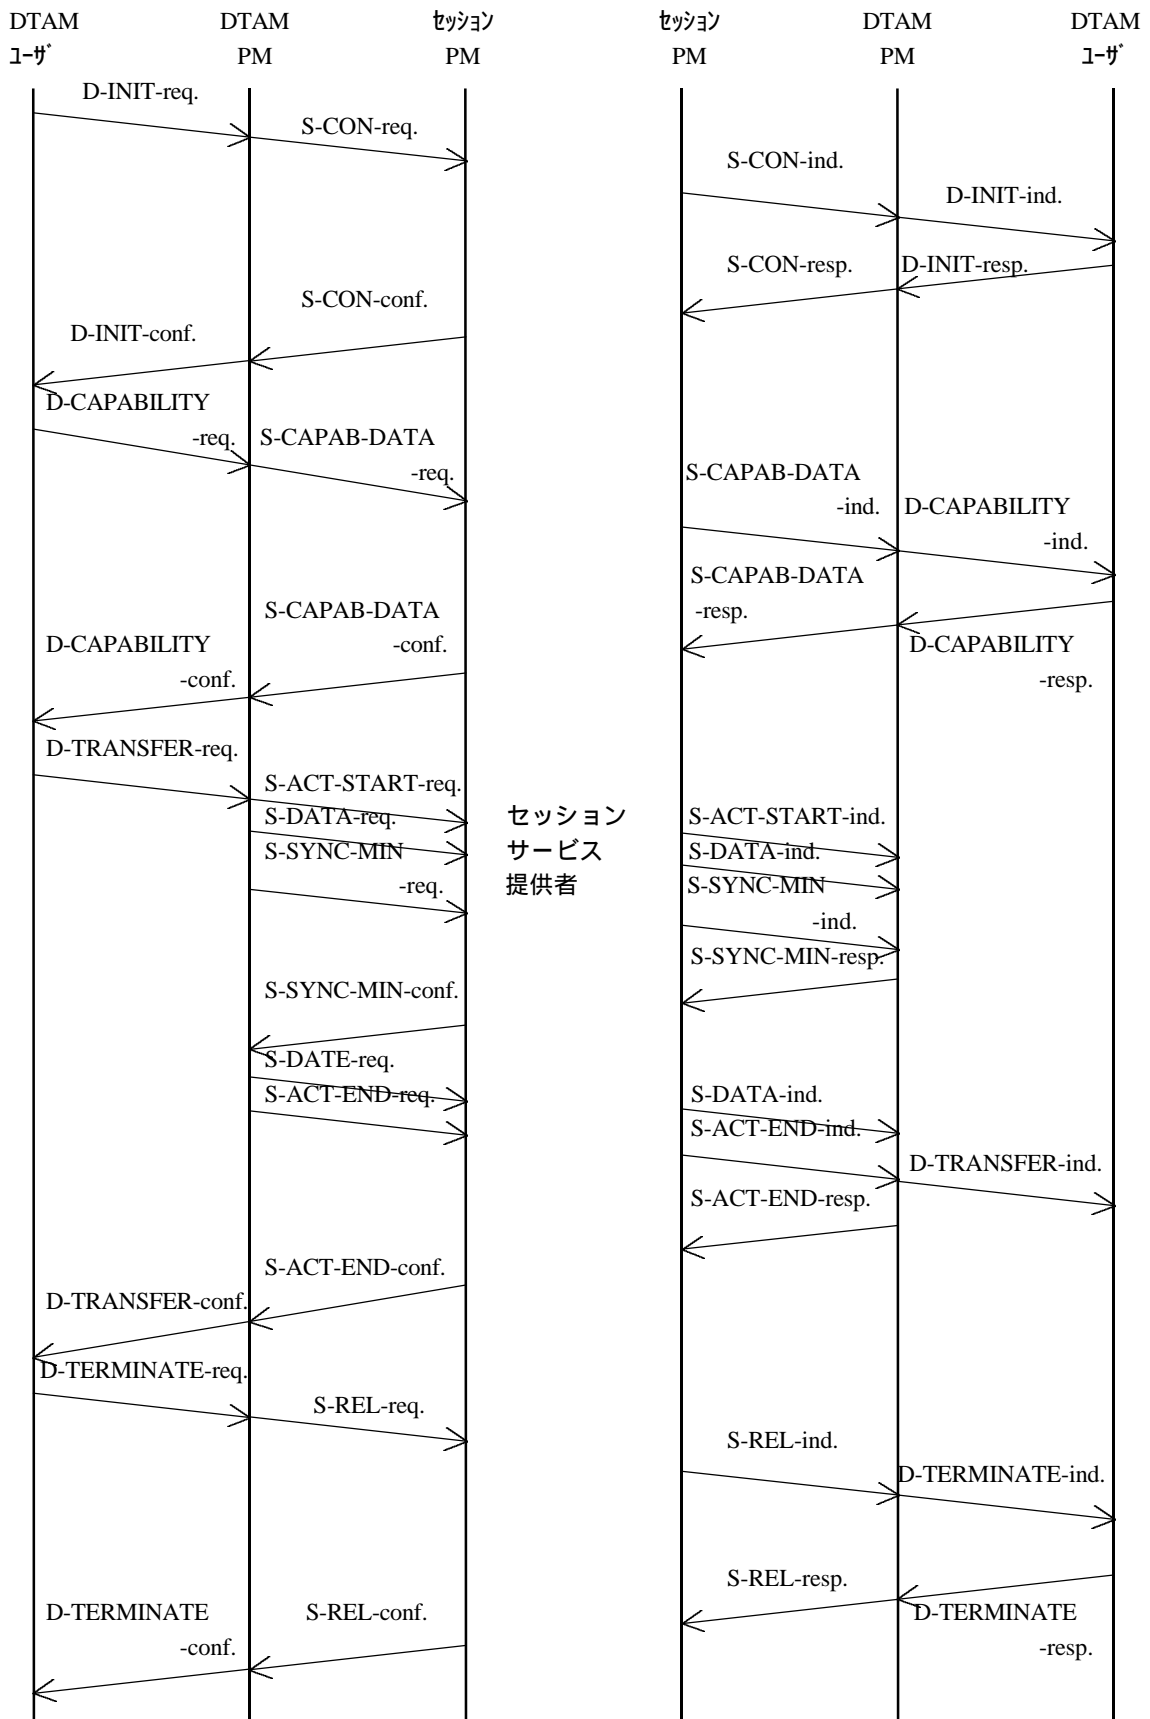 DTAM DTAM ｾｯｼｮﾝ ｾｯｼｮﾝ DTAM DTAM
ﾕｰｻﾞ PM PM PM PM ﾕｰｻﾞ
D-INIT-req.
S-CON-req.
S-CON-ind.
D-INIT-ind.
S-CON-resp. D-INIT-resp.
S-CON-conf.
D-INIT-conf.
D-CAPABILITY
-req. S-CAPAB-DATA
-req. S-CAPAB-DATA
-ind. D-CAPABILITY
-ind.
S-CAPAB-DATA
S-CAPAB-DATA -resp.
D-CAPABILITY -conf. D-CAPABILITY
-conf. -resp.
D-TRANSFER-req.
S-ACT-START-req.
S-DATA-req. セッション S-ACT-START-ind.
S-SYNC-MIN サービス S-DATA-ind.
-req. 提供者 S-SYNC-MIN
-ind.
S-SYNC-MIN-resp.
S-SYNC-MIN-conf.
S-DATE-req.
S-ACT-END-req. S-DATA-ind.
S-ACT-END-ind.
D-TRANSFER-ind.
S-ACT-END-resp.
S-ACT-END-conf.
D-TRANSFER-conf.
D-TERMINATE-req.
S-REL-req.
S-REL-ind.
D-TERMINATE-ind.
S-REL-resp.
D-TERMINATE S-REL-conf. D-TERMINATE
-conf. -resp.